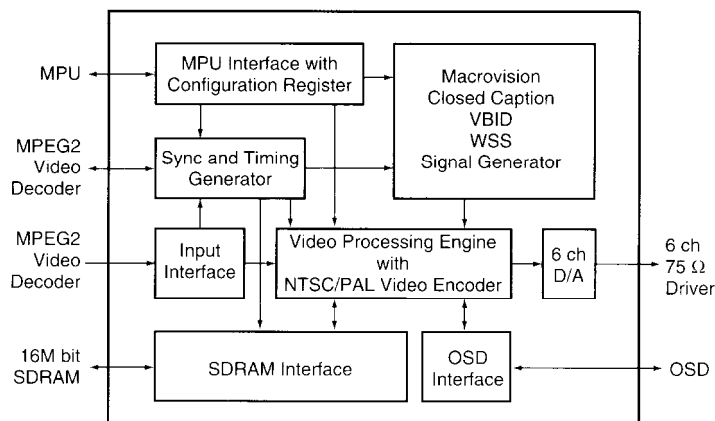 MPU
MPU Interface with
Configuration Register
Macrovision
Closed Caption
VBID
WSS
Signal Generator
MPEG2
Video
Decoder
Sync and Timing
Generator
MPEG2
Video
Decoder
Input
Interface
Video Processing Engine
with
NTSC/PAL Video Encoder
6 ch
D/A
6 ch
75 Ω
Driver
16M bit
SDRAM
SDRAM Interface
OSD
Interface
OSD